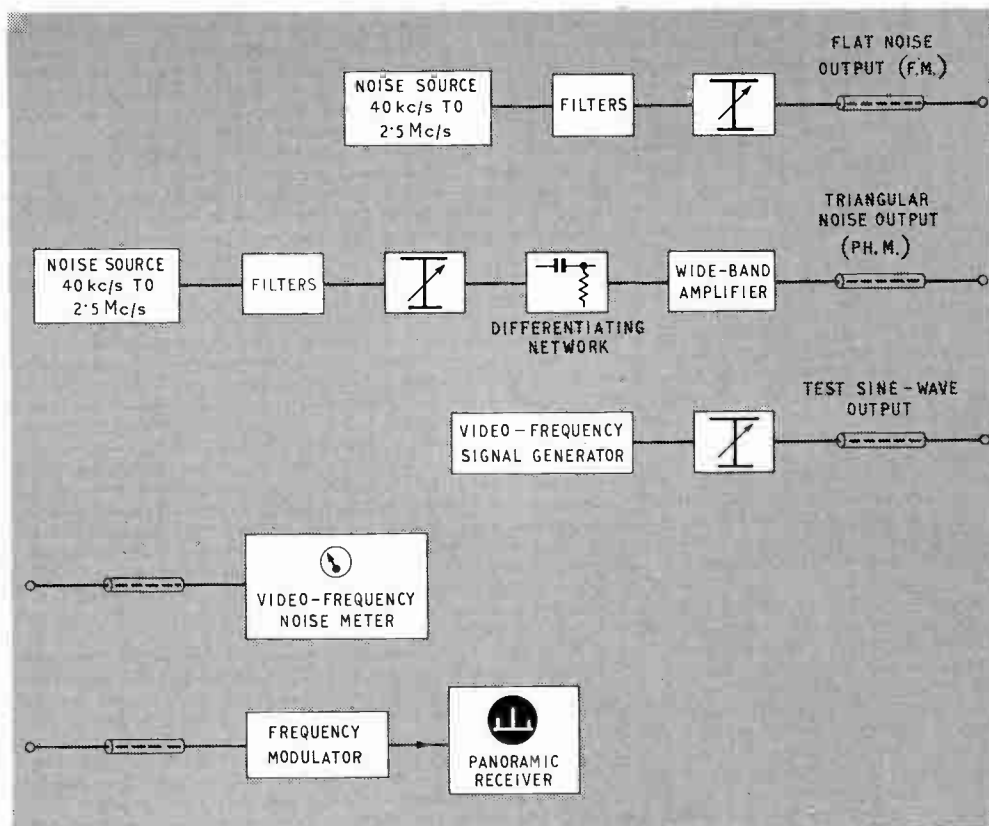 FLAT NOISE
OUTPUT (F.M.)
NOISE SOURCE
40 kc/s TO
2·5 Mc/s
FILTERS
TRIANGULAR
NOISE OUTPUT
(PH. M.)
NOISE SOURCE
40 kc/s TO
2·5 Mc/s
FILTERS
DIFFERENTIATING
NETWORK
WIDE-BAND
AMPLIFIER
TEST SINE-WAVE
OUTPUT
VIDEO-FREQUENCY
SIGNAL GENERATOR
VIDEO-FREQUENCY
NOISE METER
FREQUENCY
MODULATOR
PANORAMIC
RECEIVER